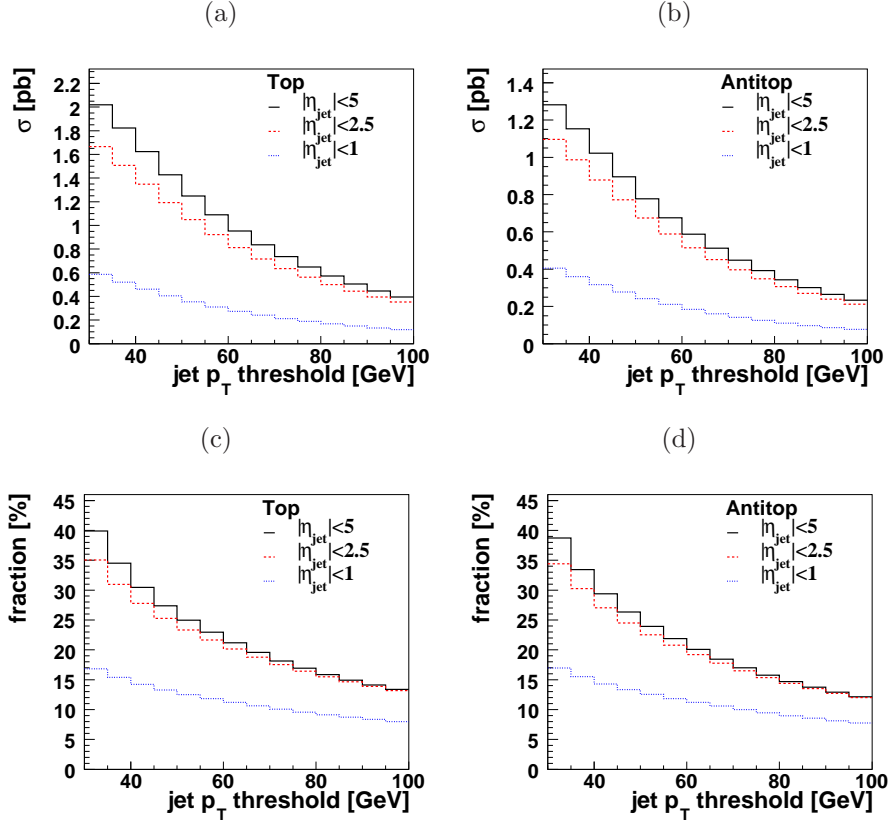 (a)
σ [pb]
2.2
2
1.8
1.6
1.4
1.2
1
0.8
0.6
0.4
0.2
0
Top
|η_jet|<5
|η_jet|<2.5
|η_jet|<1
40 60 80 100
jet p_T threshold [GeV]
(b)
σ [pb]
1.4
1.2
1
0.8
0.6
0.4
0.2
0
Antitop
|η_jet|<5
|η_jet|<2.5
|η_jet|<1
40 60 80 100
jet p_T threshold [GeV]
(c)
fraction [%]
45
40
35
30
25
20
15
10
5
0
Top
|η_jet|<5
|η_jet|<2.5
|η_jet|<1
40 60 80 100
jet p_T threshold [GeV]
(d)
fraction [%]
45
40
35
30
25
20
15
10
5
0
Antitop
|η_jet|<5
|η_jet|<2.5
|η_jet|<1
40 60 80 100
jet p_T threshold [GeV]